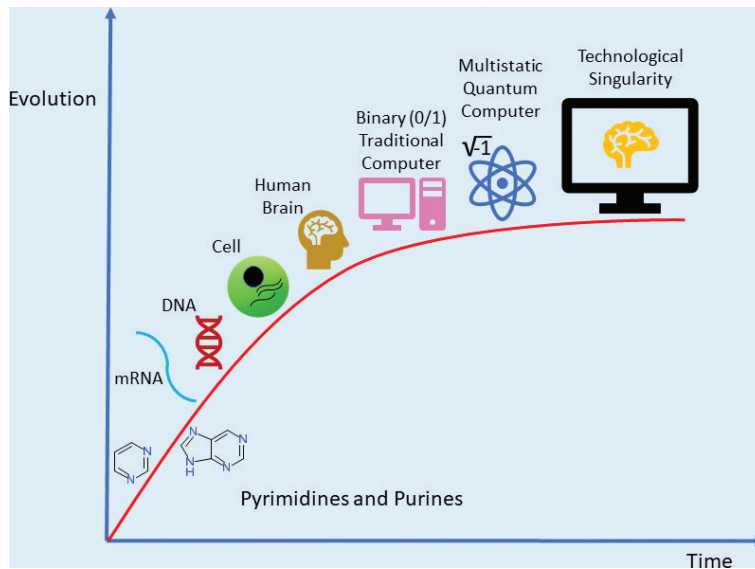 Evolution
Technological
Singularity
Multistatic
Quantum
Computer
√-1
Binary (0/1)
Traditional
Computer
Human
Brain
Cell
DNA
mRNA
N
N
N
N
N
N
H
Pyrimidines and Purines
Time